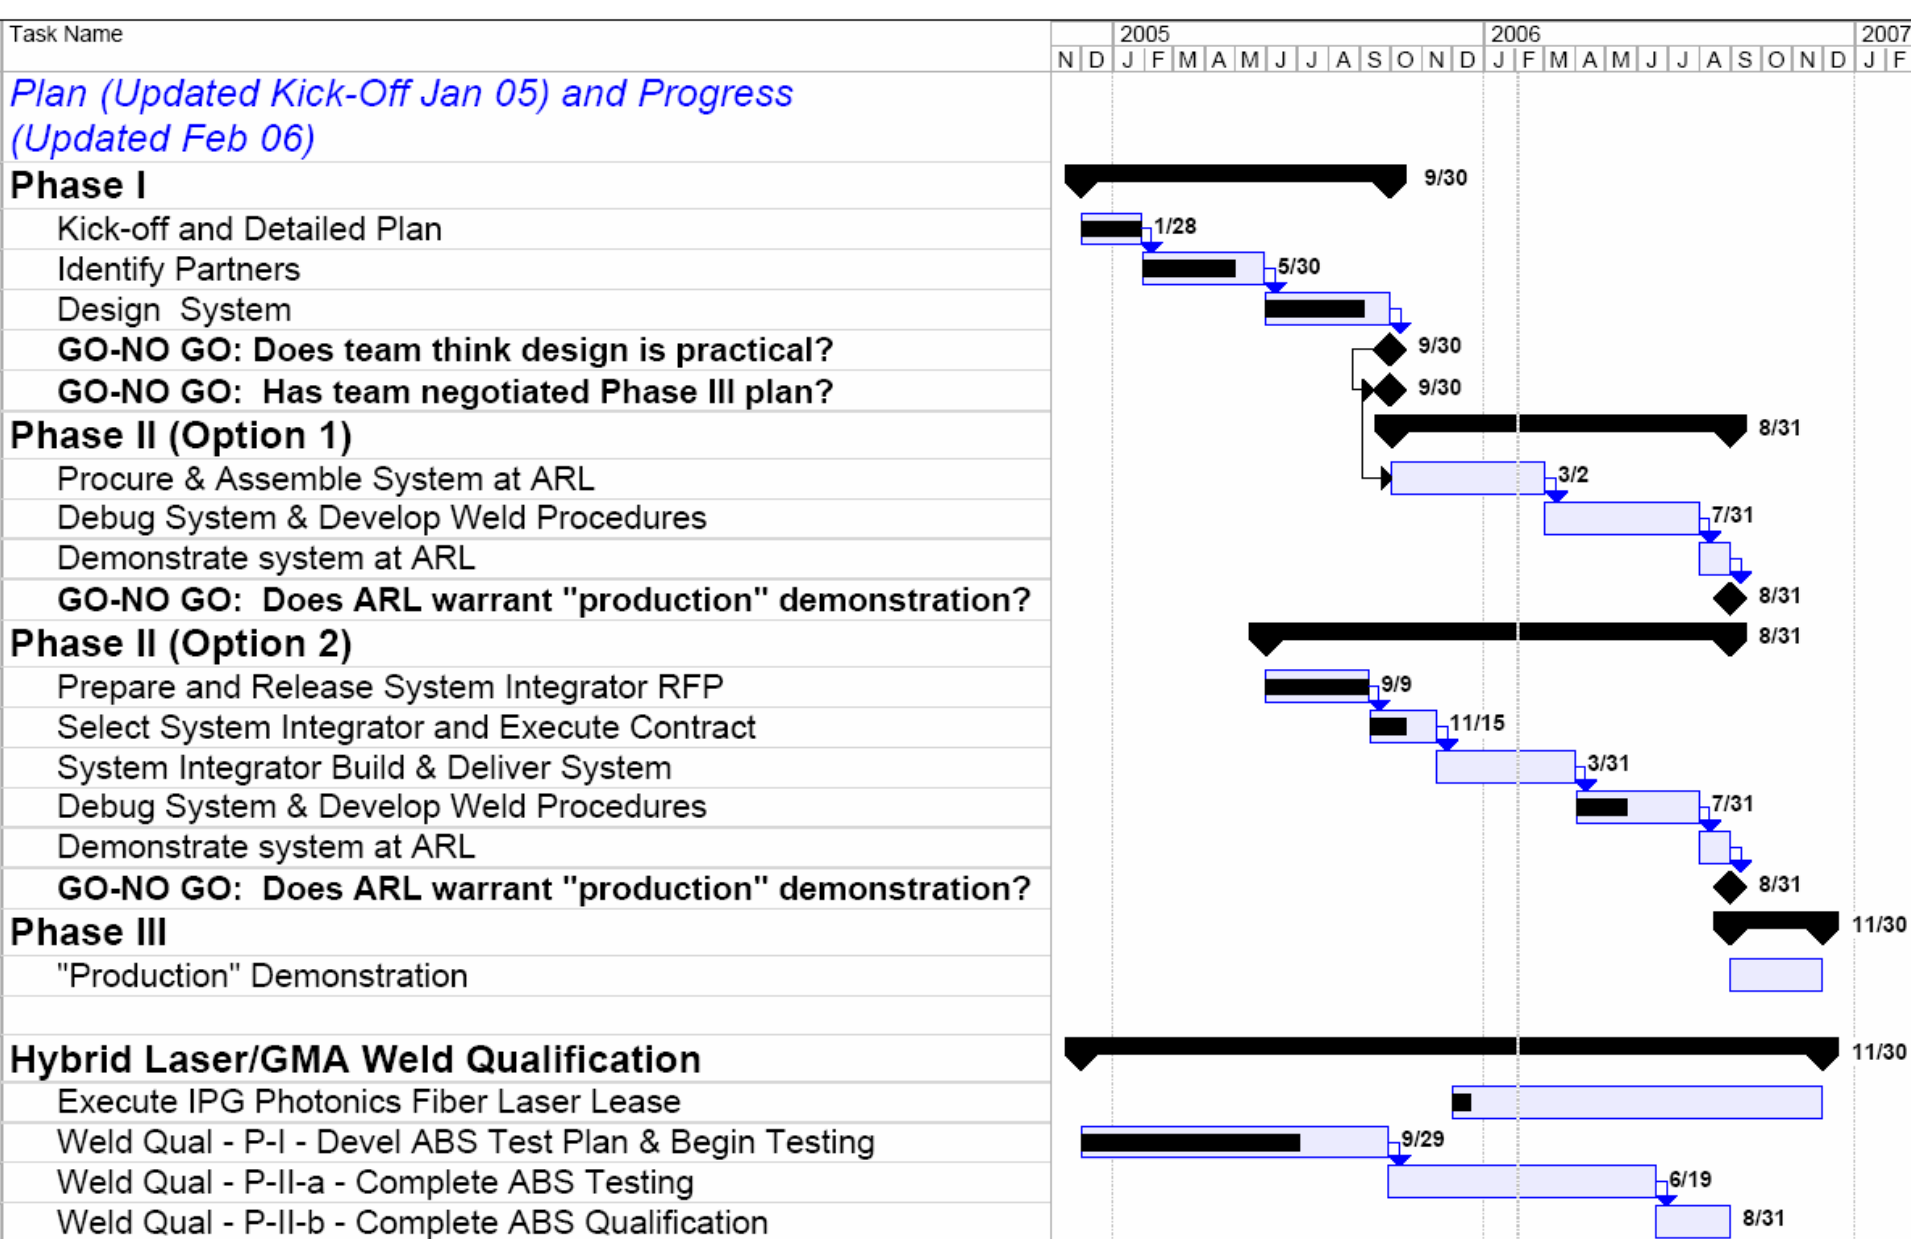 Task Name 2005 2006 2007
N D J F M A M J J A S O N D J F M A M J J A S O N D J F
Plan (Updated Kick-Off Jan 05) and Progress
(Updated Feb 06)
Phase I 9/30
Kick-off and Detailed Plan 1/28
Identify Partners 5/30
Design System
GO-NO GO: Does team think design is practical? 9/30
GO-NO GO: Has team negotiated Phase III plan? 9/30
Phase II (Option 1) 8/31
Procure & Assemble System at ARL 3/2
Debug System & Develop Weld Procedures 7/31
Demonstrate system at ARL
GO-NO GO: Does ARL warrant "production" demonstration? 8/31
Phase II (Option 2) 8/31
Prepare and Release System Integrator RFP 9/9
Select System Integrator and Execute Contract 11/15
System Integrator Build & Deliver System 3/31
Debug System & Develop Weld Procedures 7/31
Demonstrate system at ARL
GO-NO GO: Does ARL warrant "production" demonstration? 8/31
Phase III 11/30
"Production" Demonstration
Hybrid Laser/GMA Weld Qualification 11/30
Execute IPG Photonics Fiber Laser Lease
Weld Qual - P-I - Devel ABS Test Plan & Begin Testing 9/29
Weld Qual - P-II-a - Complete ABS Testing 6/19
Weld Qual - P-II-b - Complete ABS Qualification 8/31